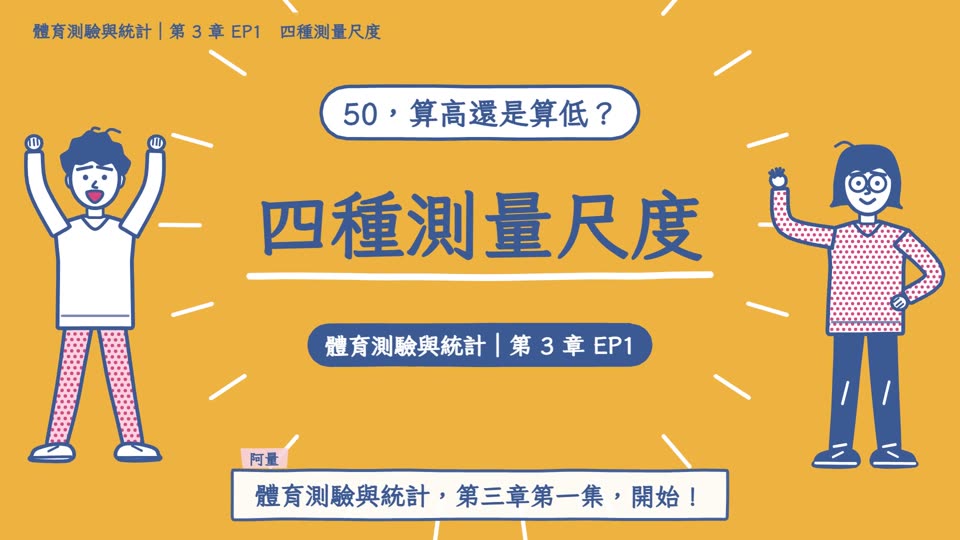 體育測驗與統計｜第 3 章 EP1　四種測量尺度
50，算高還是算低？
四種測量尺度
體育測驗與統計｜第 3 章 EP1
阿量
體育測驗與統計，第三章第一集，開始！